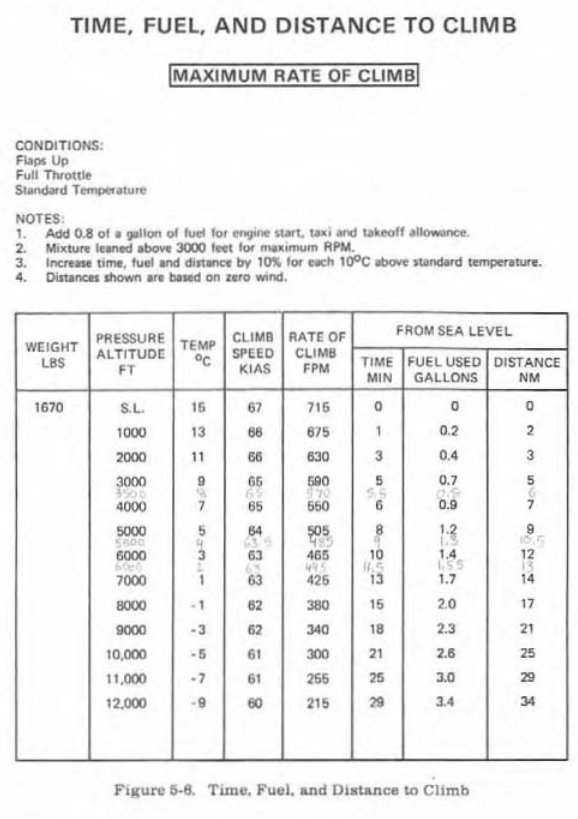 TIME, FUEL, AND DISTANCE TO CLIMB
MAXIMUM RATE OF CLIMB
CONDITIONS:
Flaps Up
Full Throttle
Standard Temperature
NOTES:
1. Add 0.8 of a gallon of fuel for engine start, taxi and takeoff allowance.
2. Mixture leaned above 3000 feet for maximum RPM.
3. Increase time, fuel and distance by 10% for each 10°C above standard temperature.
4. Distances shown are based on zero wind.
WEIGHT LBS PRESSURE ALTITUDE FT TEMP °C CLIMB SPEED KIAS RATE OF CLIMB FPM FROM SEA LEVEL
TIME MIN FUEL USED GALLONS DISTANCE NM
1670 S.L. 15 67 715 0 0 0
1000 13 66 675 1 0.2 2
2000 11 66 630 3 0.4 3
3000 9 65 590 5 0.7 5
3500 8 65 570 5.5 0.8 6
4000 7 65 550 6 0.9 7
5000 5 64 505 8 1.2 9
5500 4 63.5 485 9 1.3 10.5
6000 3 63 465 10 1.4 12
6500 2 63 445 11.5 1.55 13
7000 1 63 425 13 1.7 14
8000 -1 62 380 15 2.0 17
9000 -3 62 340 18 2.3 21
10,000 -5 61 300 21 2.6 25
11,000 -7 61 255 25 3.0 29
12,000 -9 60 215 29 3.4 34
Figure 5-6. Time, Fuel, and Distance to Climb